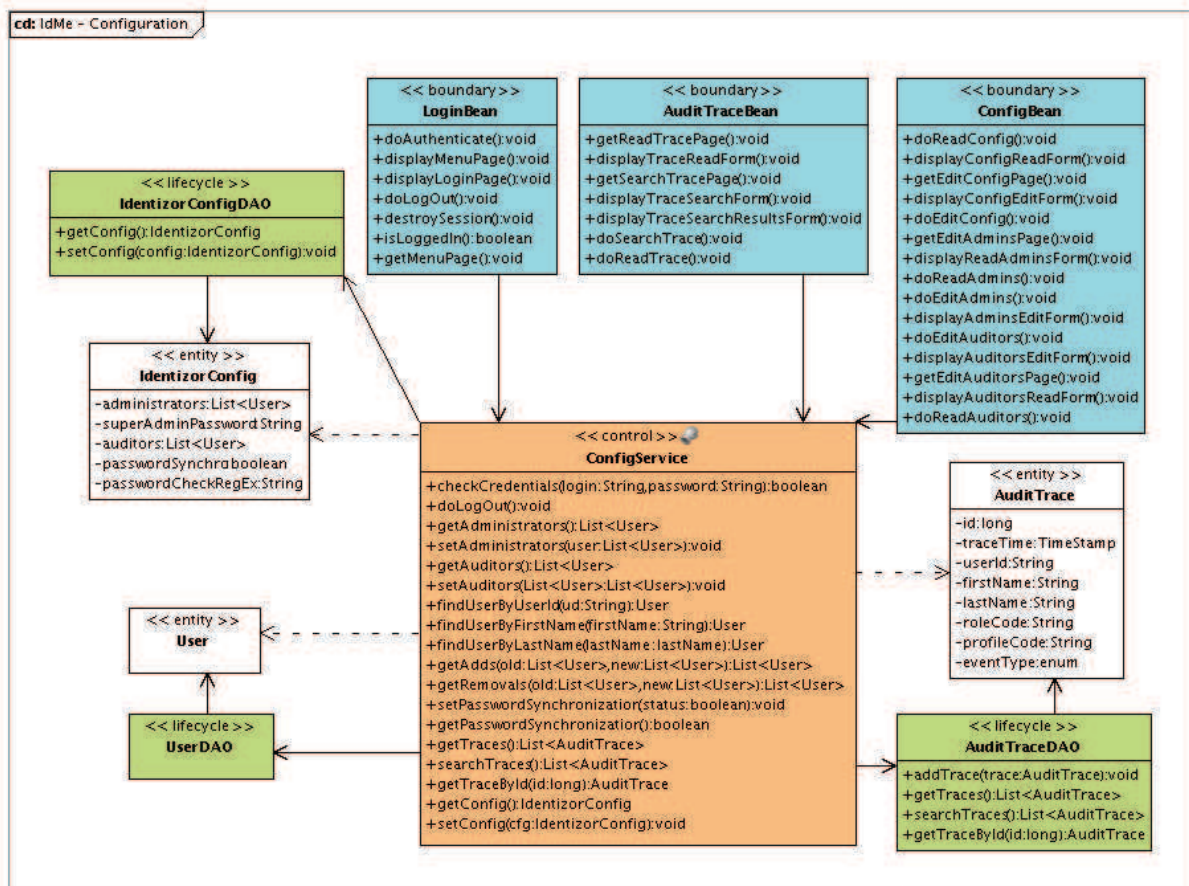 cd: IdMe - Configuration
<< boundary >>
LoginBean
+doAuthenticate():void
+displayMenuPage():void
+displayLoginPage():void
+doLogOut():void
+destroySession():void
+isLoggedIn():boolean
+getMenuPage():void
<< boundary >>
AuditTraceBean
+getReadTracePage():void
+displayTraceReadForm():void
+getSearchTracePage():void
+displayTraceSearchForm():void
+displayTraceSearchResultsForm():void
+doSearchTrace():void
+doReadTrace():void
<< boundary >>
ConfigBean
+doReadConfig():void
+displayConfigReadForm():void
+getEditConfigPage():void
+displayConfigEditForm():void
+doEditConfig():void
+getEditAdminsPage():void
+displayReadAdminsForm():void
+doReadAdmins():void
+doEditAdmins():void
+displayAdminsEditForm():void
+doEditAuditors():void
+displayAuditorsEditForm():void
+getEditAuditorsPage():void
+displayAuditorsReadForm():void
+doReadAuditors():void
<< lifecycle >>
IdentizorConfigDAO
+getConfig():IdentizorConfig
+setConfig(config:IdentizorConfig):void
<< entity >>
IdentizorConfig
-administrators:List<User>
-superAdminPassword:String
-auditors:List<User>
-passwordSynchro:boolean
-passwordCheckRegEx:String
<< control >>
ConfigService
+checkCredentials(login:String,password:String):boolean
+doLogOut():void
+getAdministrators():List<User>
+setAdministrators(user:List<User>):void
+getAuditors():List<User>
+setAuditors(List<User>:List<User>):void
+findUserByUserId(ud:String):User
+findUserByFirstName(firstName:String):User
+findUserByLastName(lastName:lastName):User
+getAdds(old:List<User>,new:List<User>):List<User>
+getRemovals(old:List<User>,new:List<User>):List<User>
+setPasswordSynchronization(status:boolean):void
+getPasswordSynchronization():boolean
+getTraces():List<AuditTrace>
+searchTraces():List<AuditTrace>
+getTraceById(id:long):AuditTrace
+getConfig():IdentizorConfig
+setConfig(cfg:IdentizorConfig):void
<< entity >>
AuditTrace
-id:long
-traceTime:TimeStamp
-userId:String
-firstName:String
-lastName:String
-roleCode:String
-profileCode:String
-eventType:enum
<< entity >>
User
<< lifecycle >>
UserDAO
<< lifecycle >>
AuditTraceDAO
+addTrace(trace:AuditTrace):void
+getTraces():List<AuditTrace>
+searchTraces():List<AuditTrace>
+getTraceById(id:long):AuditTrace